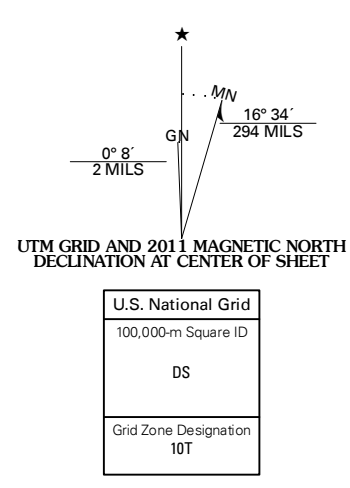 ★
MN
GN
16° 34´
294 MILS
0° 8´
2 MILS
UTM GRID AND 2011 MAGNETIC NORTH
DECLINATION AT CENTER OF SHEET
U.S. National Grid
100,000-m Square ID
DS
Grid Zone Designation
10T